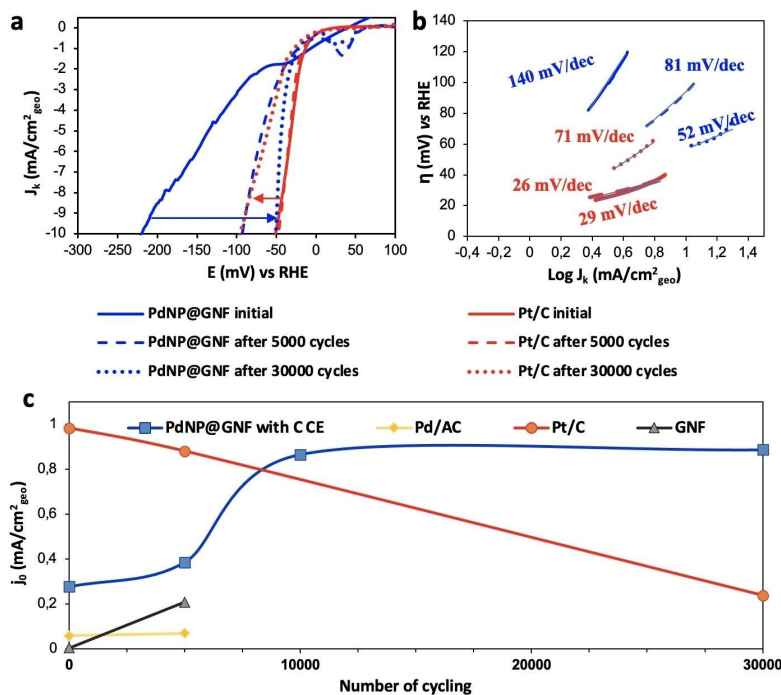 a
0
-1
-2
-3
-4
-5
-6
-7
-8
-9
-10
Jk (mA/cm²geo)
-300 -250 -200 -150 -100 -50 0 50 100
E (mV) vs RHE
b
140
120
100
80
60
40
20
0
η (mV) vs RHE
140 mV/dec
81 mV/dec
71 mV/dec
52 mV/dec
26 mV/dec
29 mV/dec
0 0,2 0,4 0,6 0,8 1 1,2 1,4
Log Jk (mA/cm²geo)
PdNP@GNF initial
PdNP@GNF after 5000 cycles
PdNP@GNF after 30000 cycles
Pt/C initial
Pt/C after 5000 cycles
Pt/C after 30000 cycles
c
PdNP@GNF with C CE Pd/AC Pt/C GNF
1
0,8
0,6
0,4
0,2
0
j0 (mA/cm²geo)
0 10000 20000 30000
Number of cycling